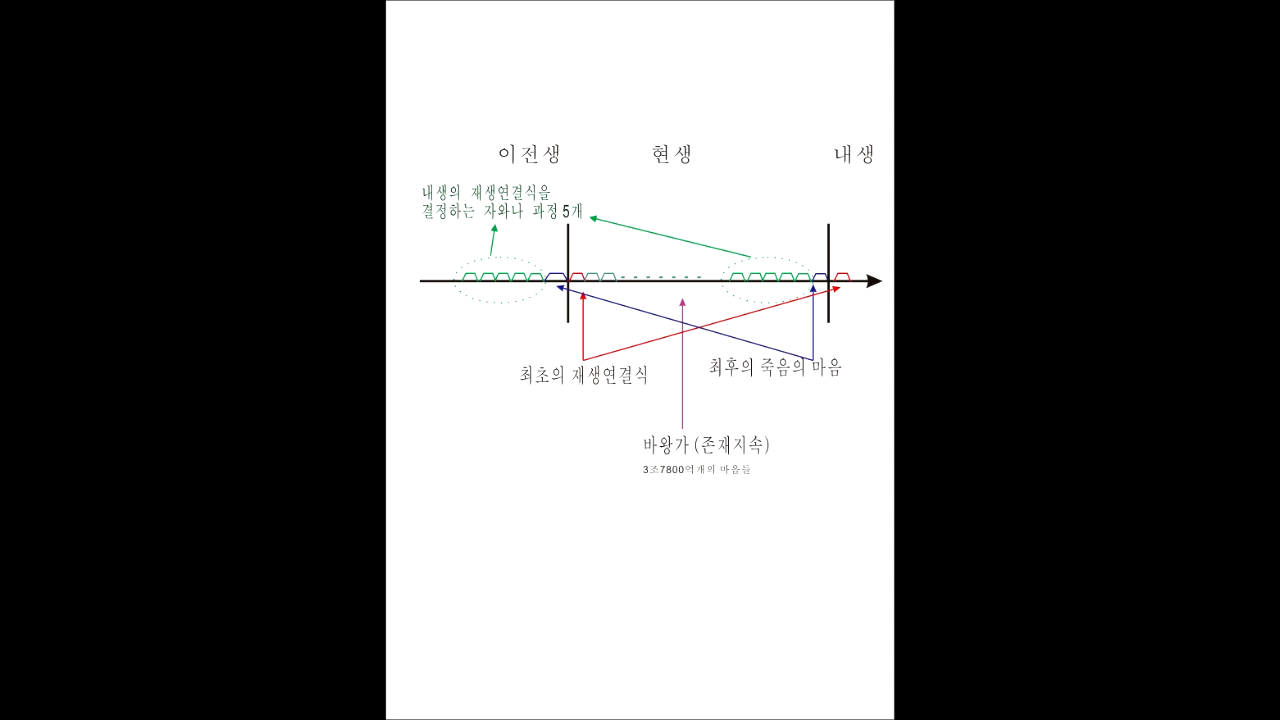 이전생 현생 내생
내생의 재생연결식을
결정하는 자와나 과정 5개
최초의 재생연결식
최후의 죽음의 마음
바왕가 (존재지속)
3조7800억개의 마음들